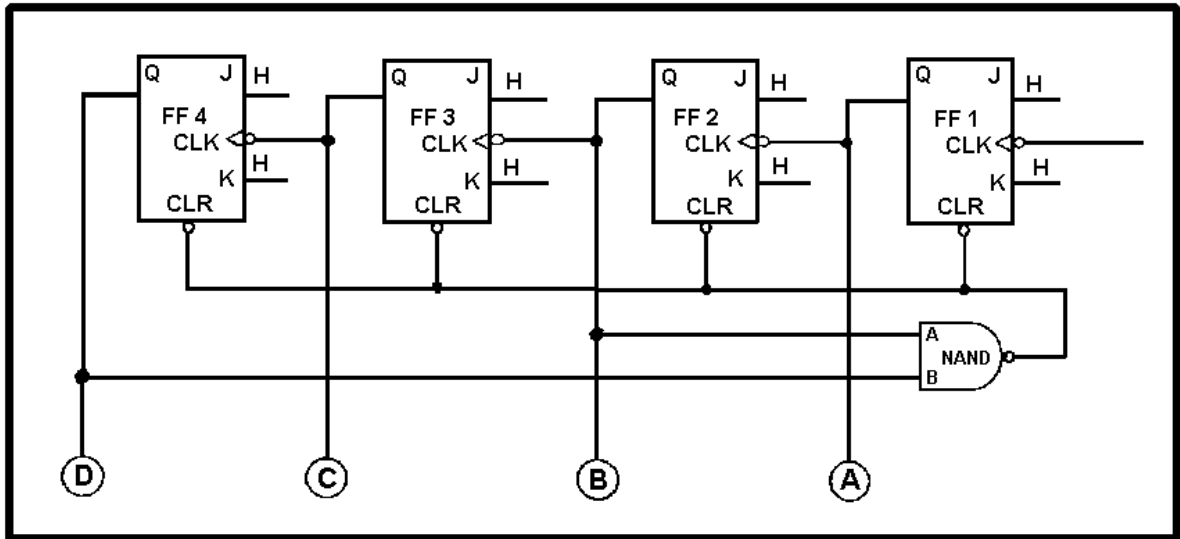 Q J H
FF 4
CLK
H
K
CLR
Q J H
FF 3
CLK
H
K
CLR
Q J H
FF 2
CLK
H
K
CLR
Q J H
FF 1
CLK
H
K
CLR
A
NAND
B
D
C
B
A